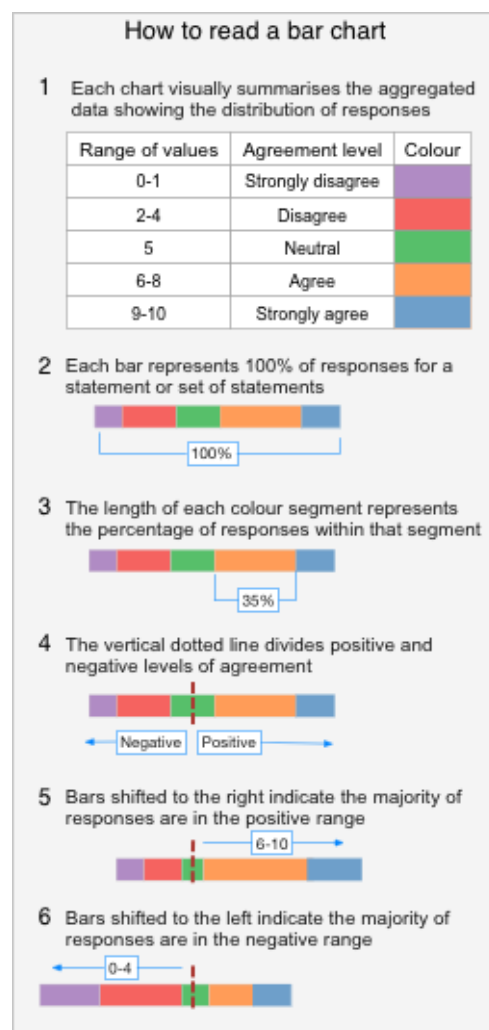 How to read a bar chart
1 Each chart visually summarises the aggregated
data showing the distribution of responses
Range of values Agreement level Colour
0-1 Strongly disagree
2-4 Disagree
5 Neutral
6-8 Agree
9-10 Strongly agree
2 Each bar represents 100% of responses for a
statement or set of statements
100%
3 The length of each colour segment represents
the percentage of responses within that segment
35%
4 The vertical dotted line divides positive and
negative levels of agreement
Negative Positive
5 Bars shifted to the right indicate the majority of
responses are in the positive range
6-10
6 Bars shifted to the left indicate the majority of
responses are in the negative range
0-4